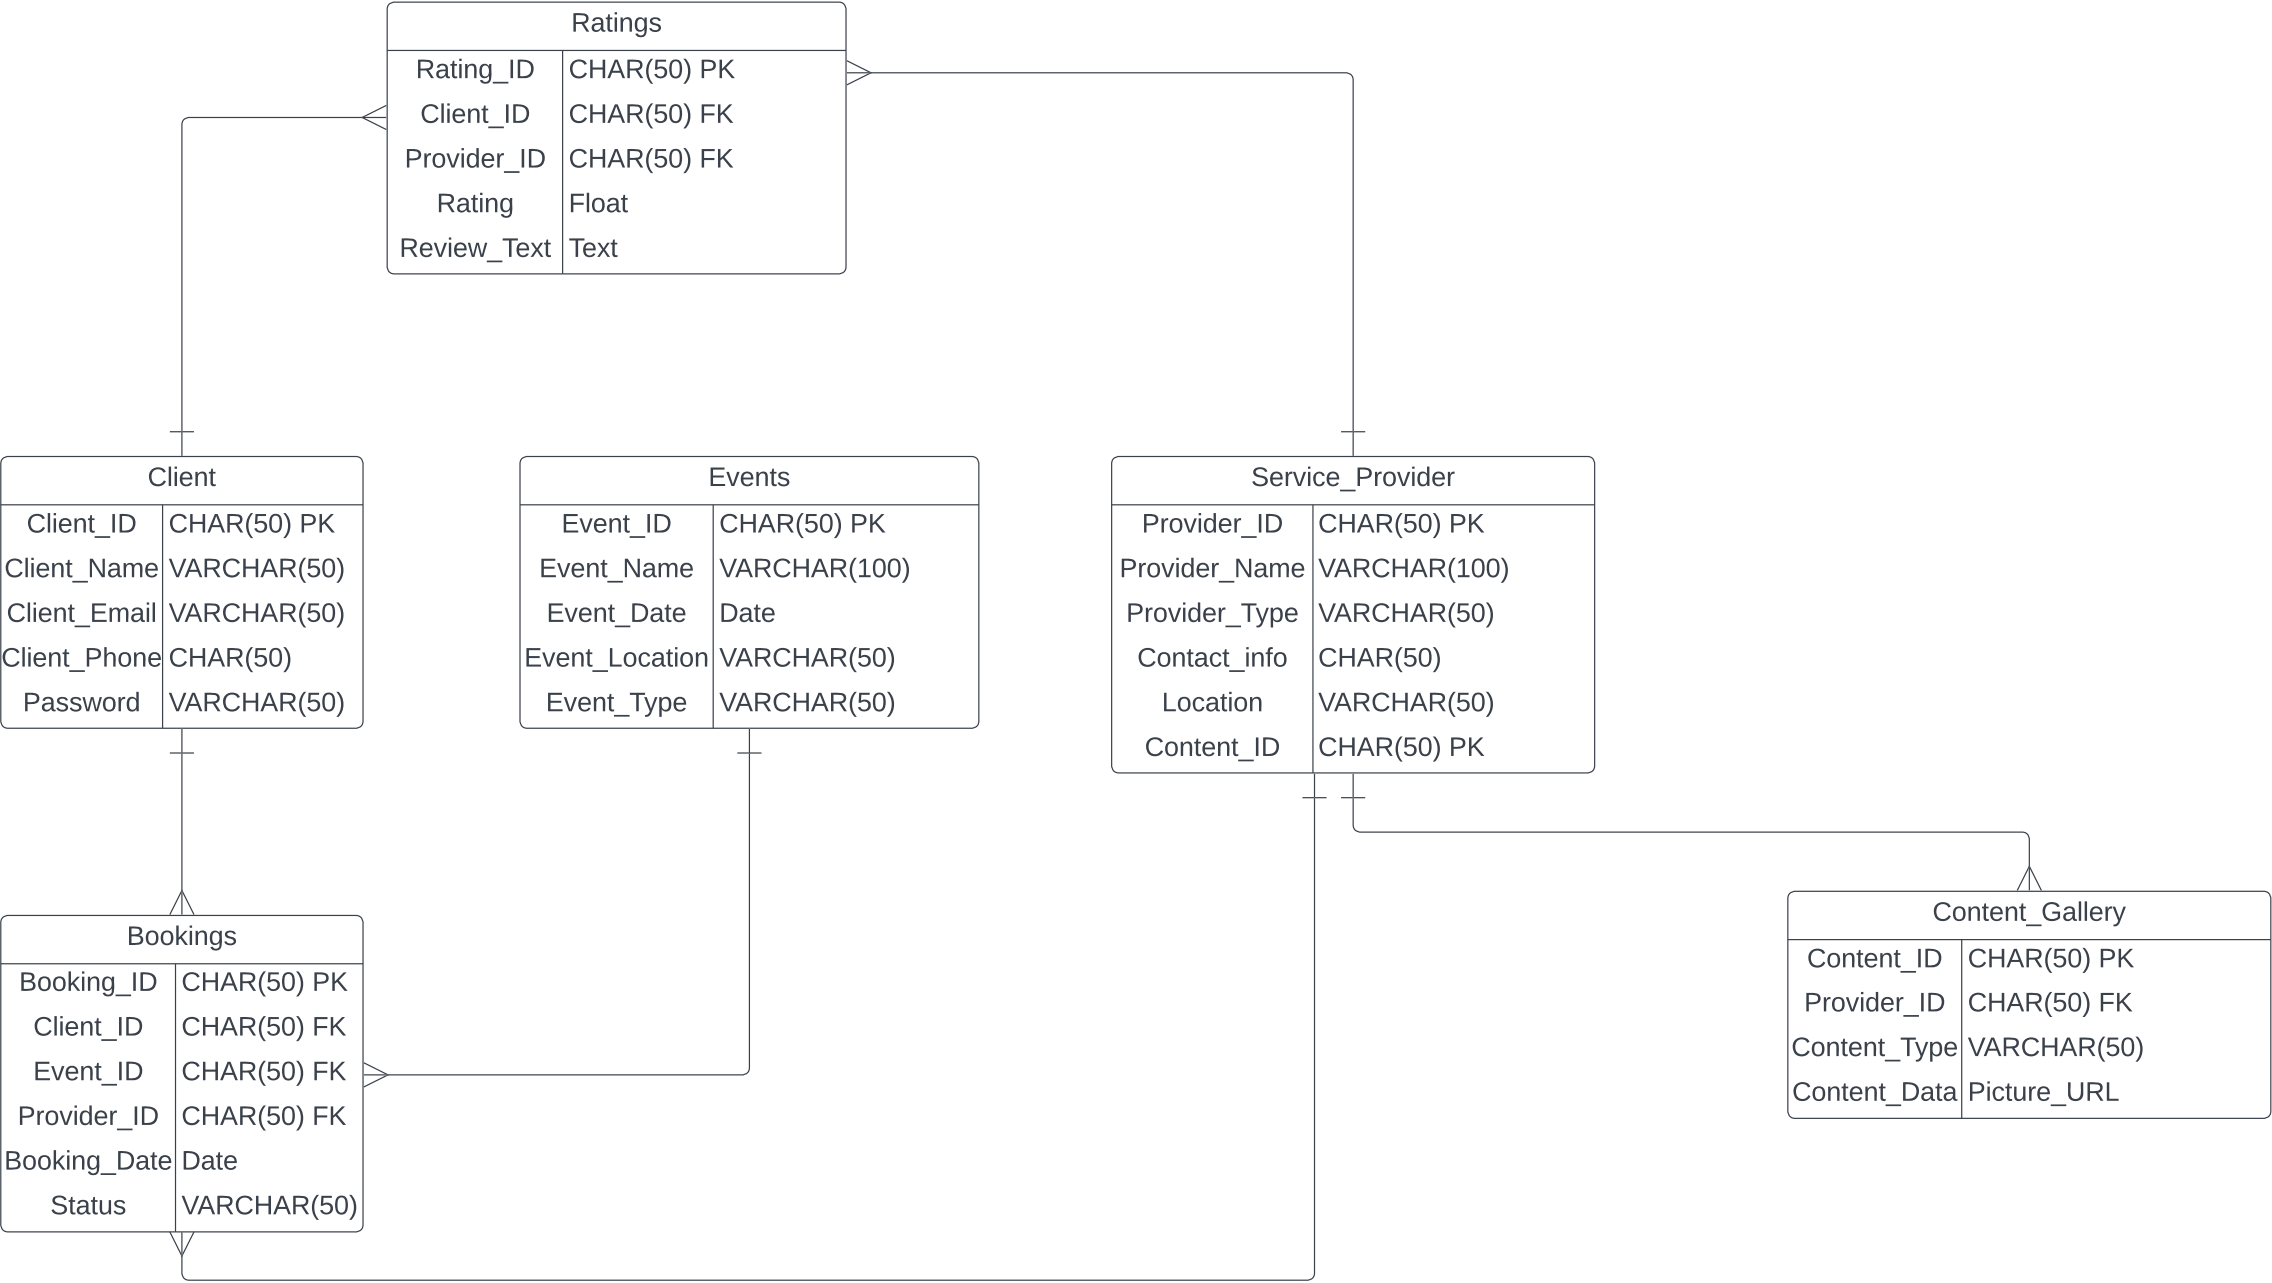 Ratings
Rating_ID CHAR(50) PK
Client_ID CHAR(50) FK
Provider_ID CHAR(50) FK
Rating Float
Review_Text Text
Client
Client_ID CHAR(50) PK
Client_Name VARCHAR(50)
Client_Email VARCHAR(50)
Client_Phone CHAR(50)
Password VARCHAR(50)
Events
Event_ID CHAR(50) PK
Event_Name VARCHAR(100)
Event_Date Date
Event_Location VARCHAR(50)
Event_Type VARCHAR(50)
Service_Provider
Provider_ID CHAR(50) PK
Provider_Name VARCHAR(100)
Provider_Type VARCHAR(50)
Contact_info CHAR(50)
Location VARCHAR(50)
Content_ID CHAR(50) PK
Bookings
Booking_ID CHAR(50) PK
Client_ID CHAR(50) FK
Event_ID CHAR(50) FK
Provider_ID CHAR(50) FK
Booking_Date Date
Status VARCHAR(50)
Content_Gallery
Content_ID CHAR(50) PK
Provider_ID CHAR(50) FK
Content_Type VARCHAR(50)
Content_Data Picture_URL